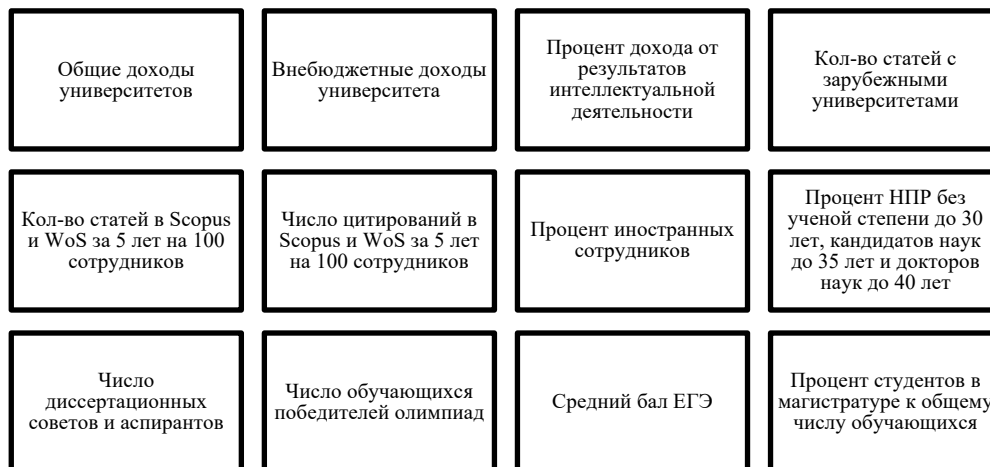 Общие доходы
университетов
Внебюджетные доходы
университета
Процент дохода от
результатов
интеллектуальной
деятельности
Кол-во статей с
зарубежными
университетами
Кол-во статей в Scopus
и WoS за 5 лет на 100
сотрудников
Число цитирований в
Scopus и WoS за 5 лет
на 100 сотрудников
Процент иностранных
сотрудников
Процент НПР без
ученой степени до 30
лет, кандидатов наук
до 35 лет и докторов
наук до 40 лет
Число
диссертационных
советов и аспирантов
Число обучающихся
победителей олимпиад
Средний бал ЕГЭ
Процент студентов в
магистратуре к общему
числу обучающихся